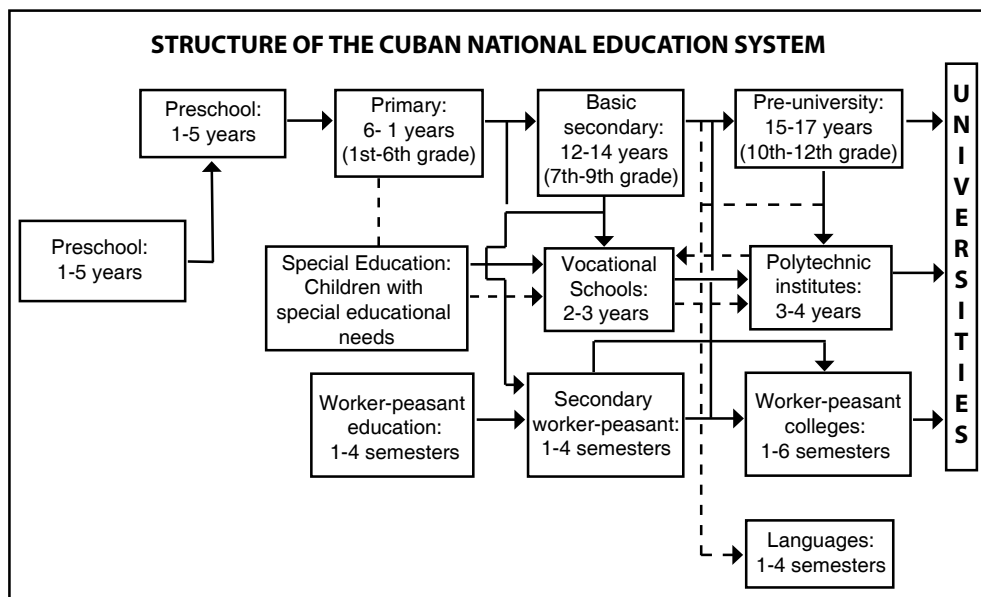 STRUCTURE OF THE CUBAN NATIONAL EDUCATION SYSTEM
Preschool:
1-5 years
Primary:
6- 1 years
(1st-6th grade)
Basic
secondary:
12-14 years
(7th-9th grade)
Pre-university:
15-17 years
(10th-12th grade)
UNIVERSITIES
Preschool:
1-5 years
Special Education:
Children with
special educational
needs
Vocational
Schools:
2-3 years
Polytechnic
institutes:
3-4 years
Worker-peasant
education:
1-4 semesters
Secondary
worker-peasant:
1-4 semesters
Worker-peasant
colleges:
1-6 semesters
Languages:
1-4 semesters